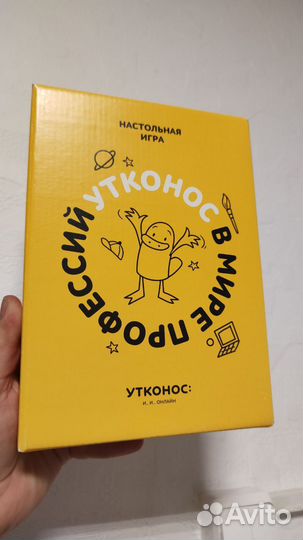 НАСТОЛЬНАЯ
ИГРА
УТКОНОС В МИРЕ ПРОФЕССИЙ
УТКОНОС:
И.. И.. ОНЛАЙН
Avito